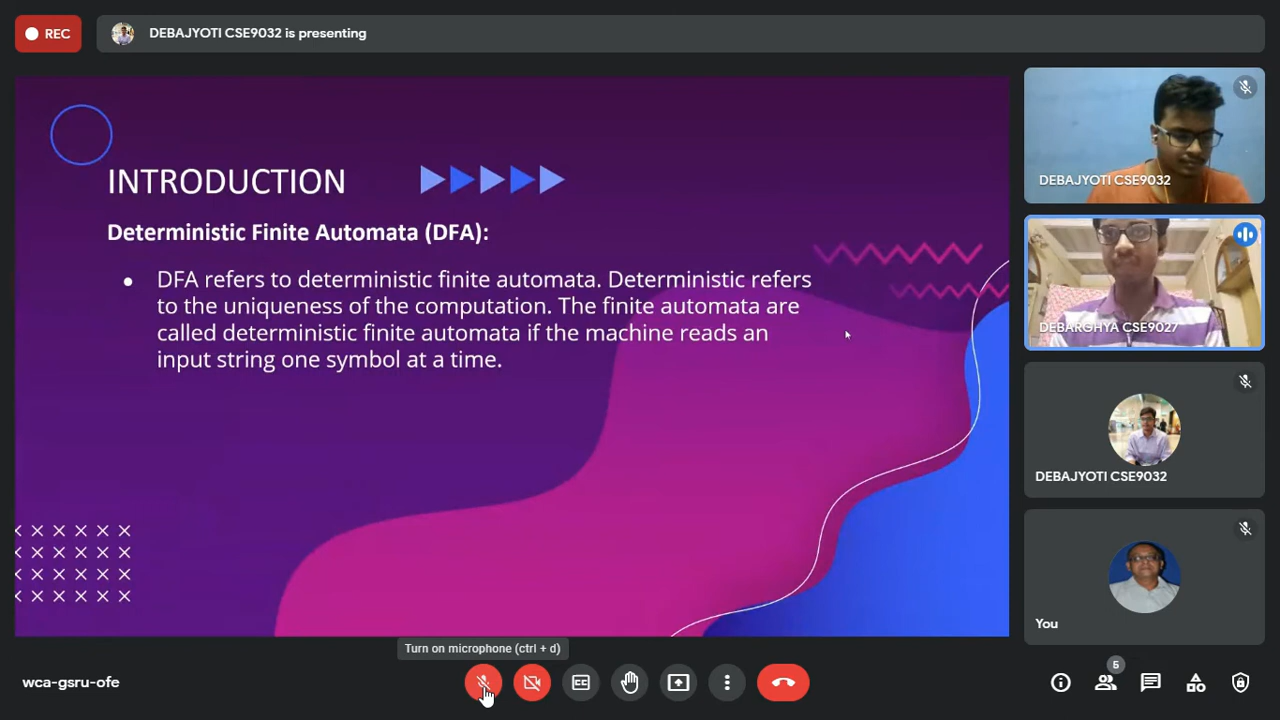 REC
DEBAJYOTI CSE9032 is presenting
INTRODUCTION
Deterministic Finite Automata (DFA):
DFA refers to deterministic finite automata. Deterministic refers
to the uniqueness of the computation. The finite automata are
called deterministic finite automata if the machine reads an
input string one symbol at a time.
DEBAJYOTI CSE9032
DEBARGHYA CSE9027
DEBAJYOTI CSE9032
You
Turn on microphone (ctrl + d)
wca-gsru-ofe
CC
5